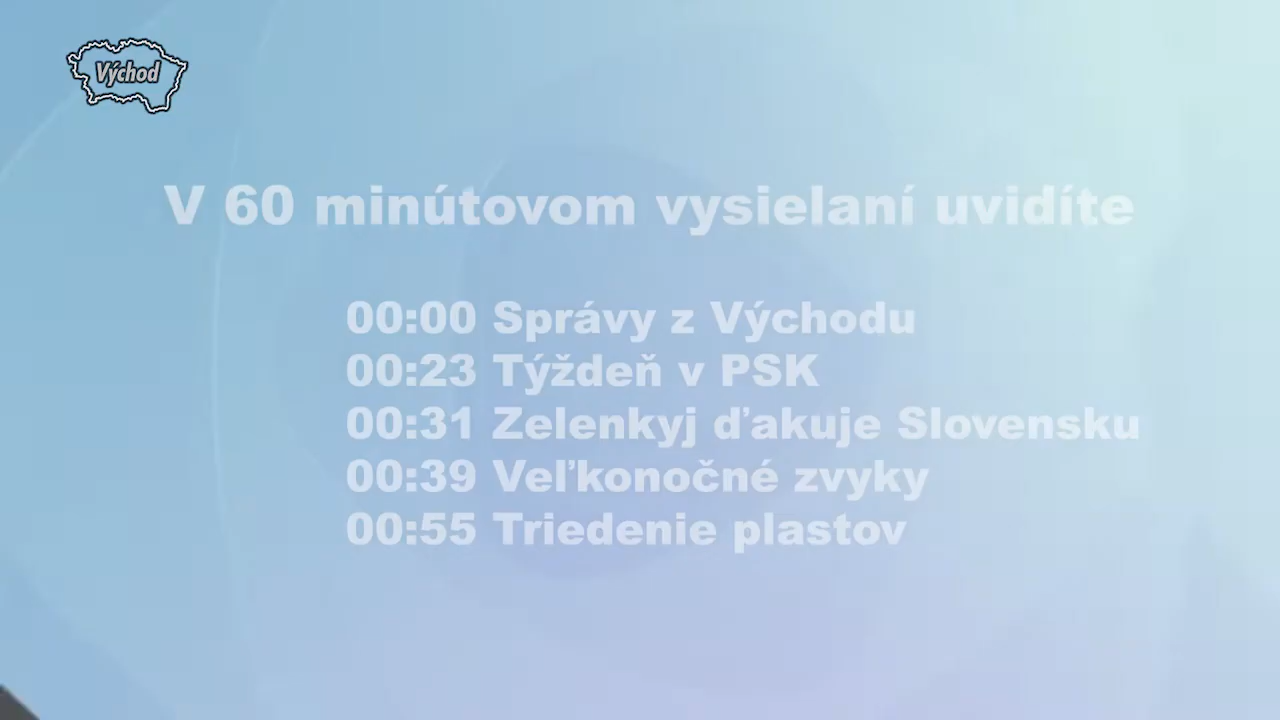 Východ
V 60 minútovom vysielaní uvidíte
00:00 Správy z Východu
00:23 Týždeň v PSK
00:31 Zelenkyj ďakuje Slovensku
00:39 Veľkonočné zvyky
00:55 Triedenie plastov